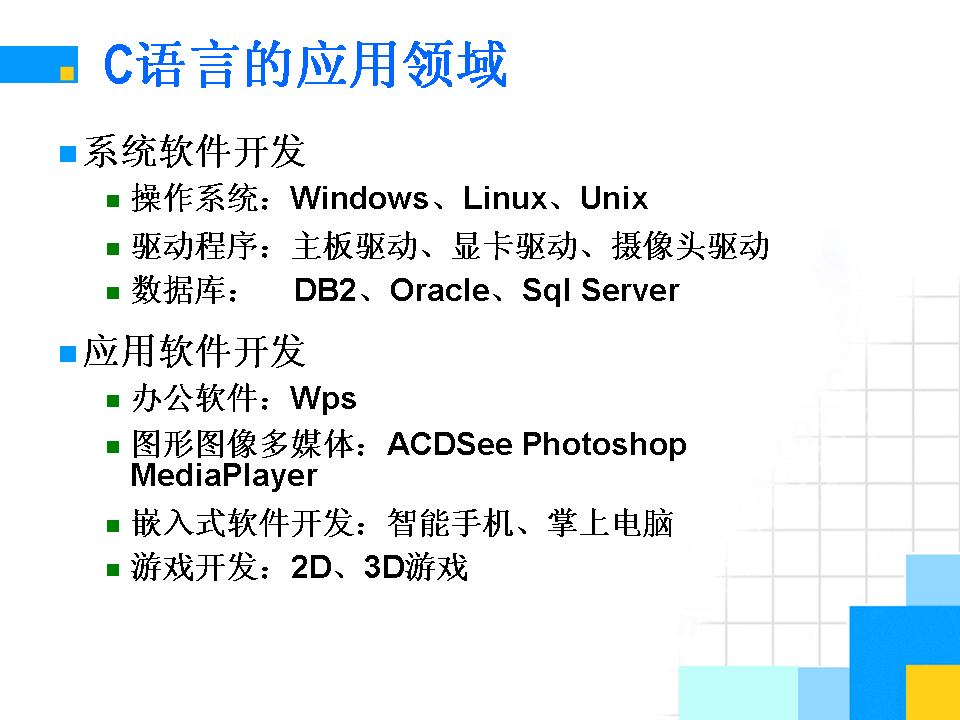 C语言的应用领域
系统软件开发
操作系统：Windows、Linux、Unix
驱动程序：主板驱动、显卡驱动、摄像头驱动
数据库： DB2、Oracle、Sql Server
应用软件开发
办公软件：Wps
图形图像多媒体：ACDSee Photoshop
MediaPlayer
嵌入式软件开发：智能手机、掌上电脑
游戏开发：2D、3D游戏